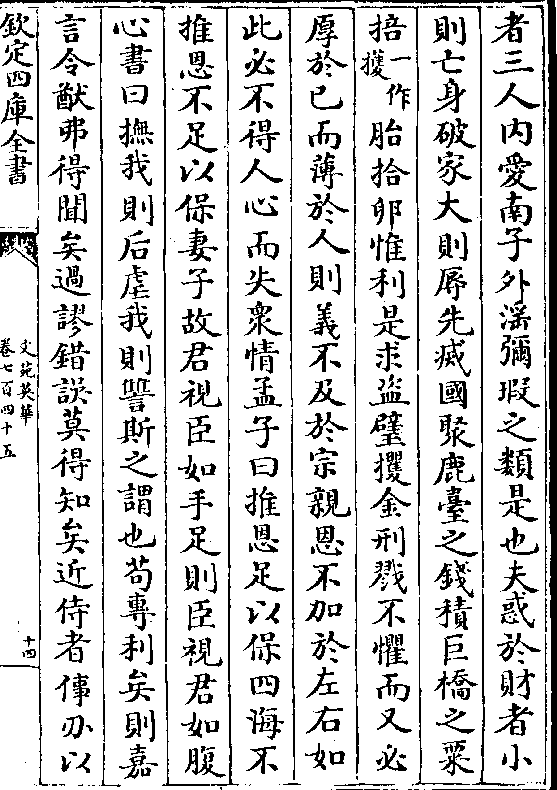 者三人内愛南子外滛彌瑕之類是也夫惑於財者小
則亡身破家大則辱先滅國聚鹿臺之錢積巨橋之粟
掊一作攫胎拾卵惟利是求盗璧攫金刑戮不懼而又必
厚於已而薄於人則義不及於宗親恩不加於左右如
此必不得人心而失衆情孟子曰推恩足以保四海不
推恩不足以保妻子故君視臣如手足則臣視君如腹
心書曰撫我則后虐我則讐斯之謂也苟專利矣則嘉
言令猷弗得聞矣過謬錯誤莫得知矣近侍者俥刅以
欽定四庫全書
文苑英華
卷七百四十五
十四